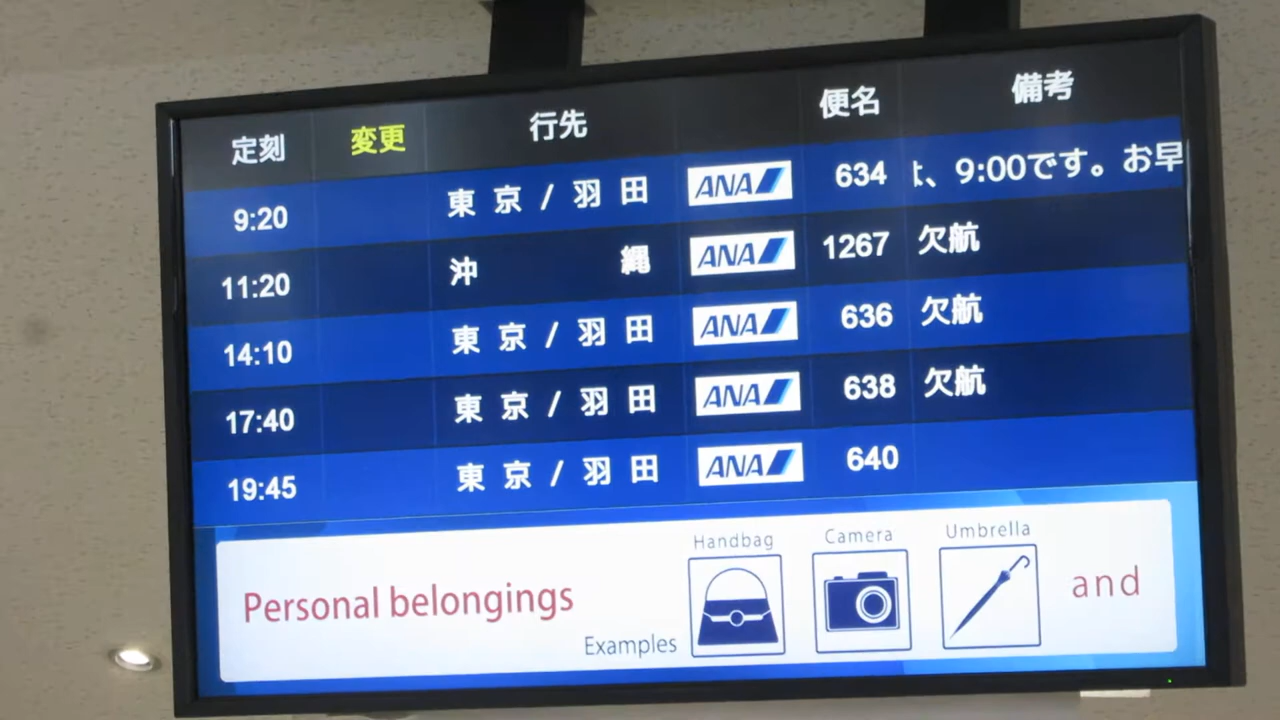 定刻 変更 行先 便名 備考
9:20 東京/羽田 ANA 634 は、9:00です。お早
11:20 沖縄 ANA 1267 欠航
14:10 東京/羽田 ANA 636 欠航
17:40 東京/羽田 ANA 638 欠航
19:45 東京/羽田 ANA 640
Handbag Camera Umbrella
Personal belongings and
Examples